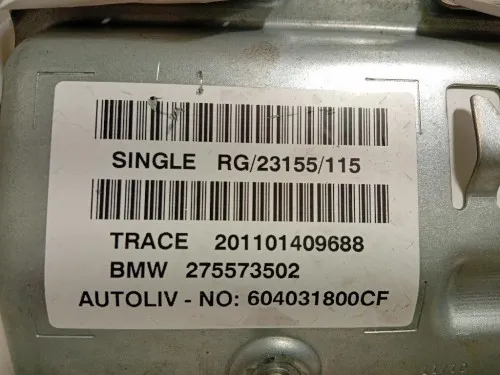 SINGLE RG/23155/115
TRACE 201101409688
BMW 275573502
AUTOLIV - NO: 604031800CF